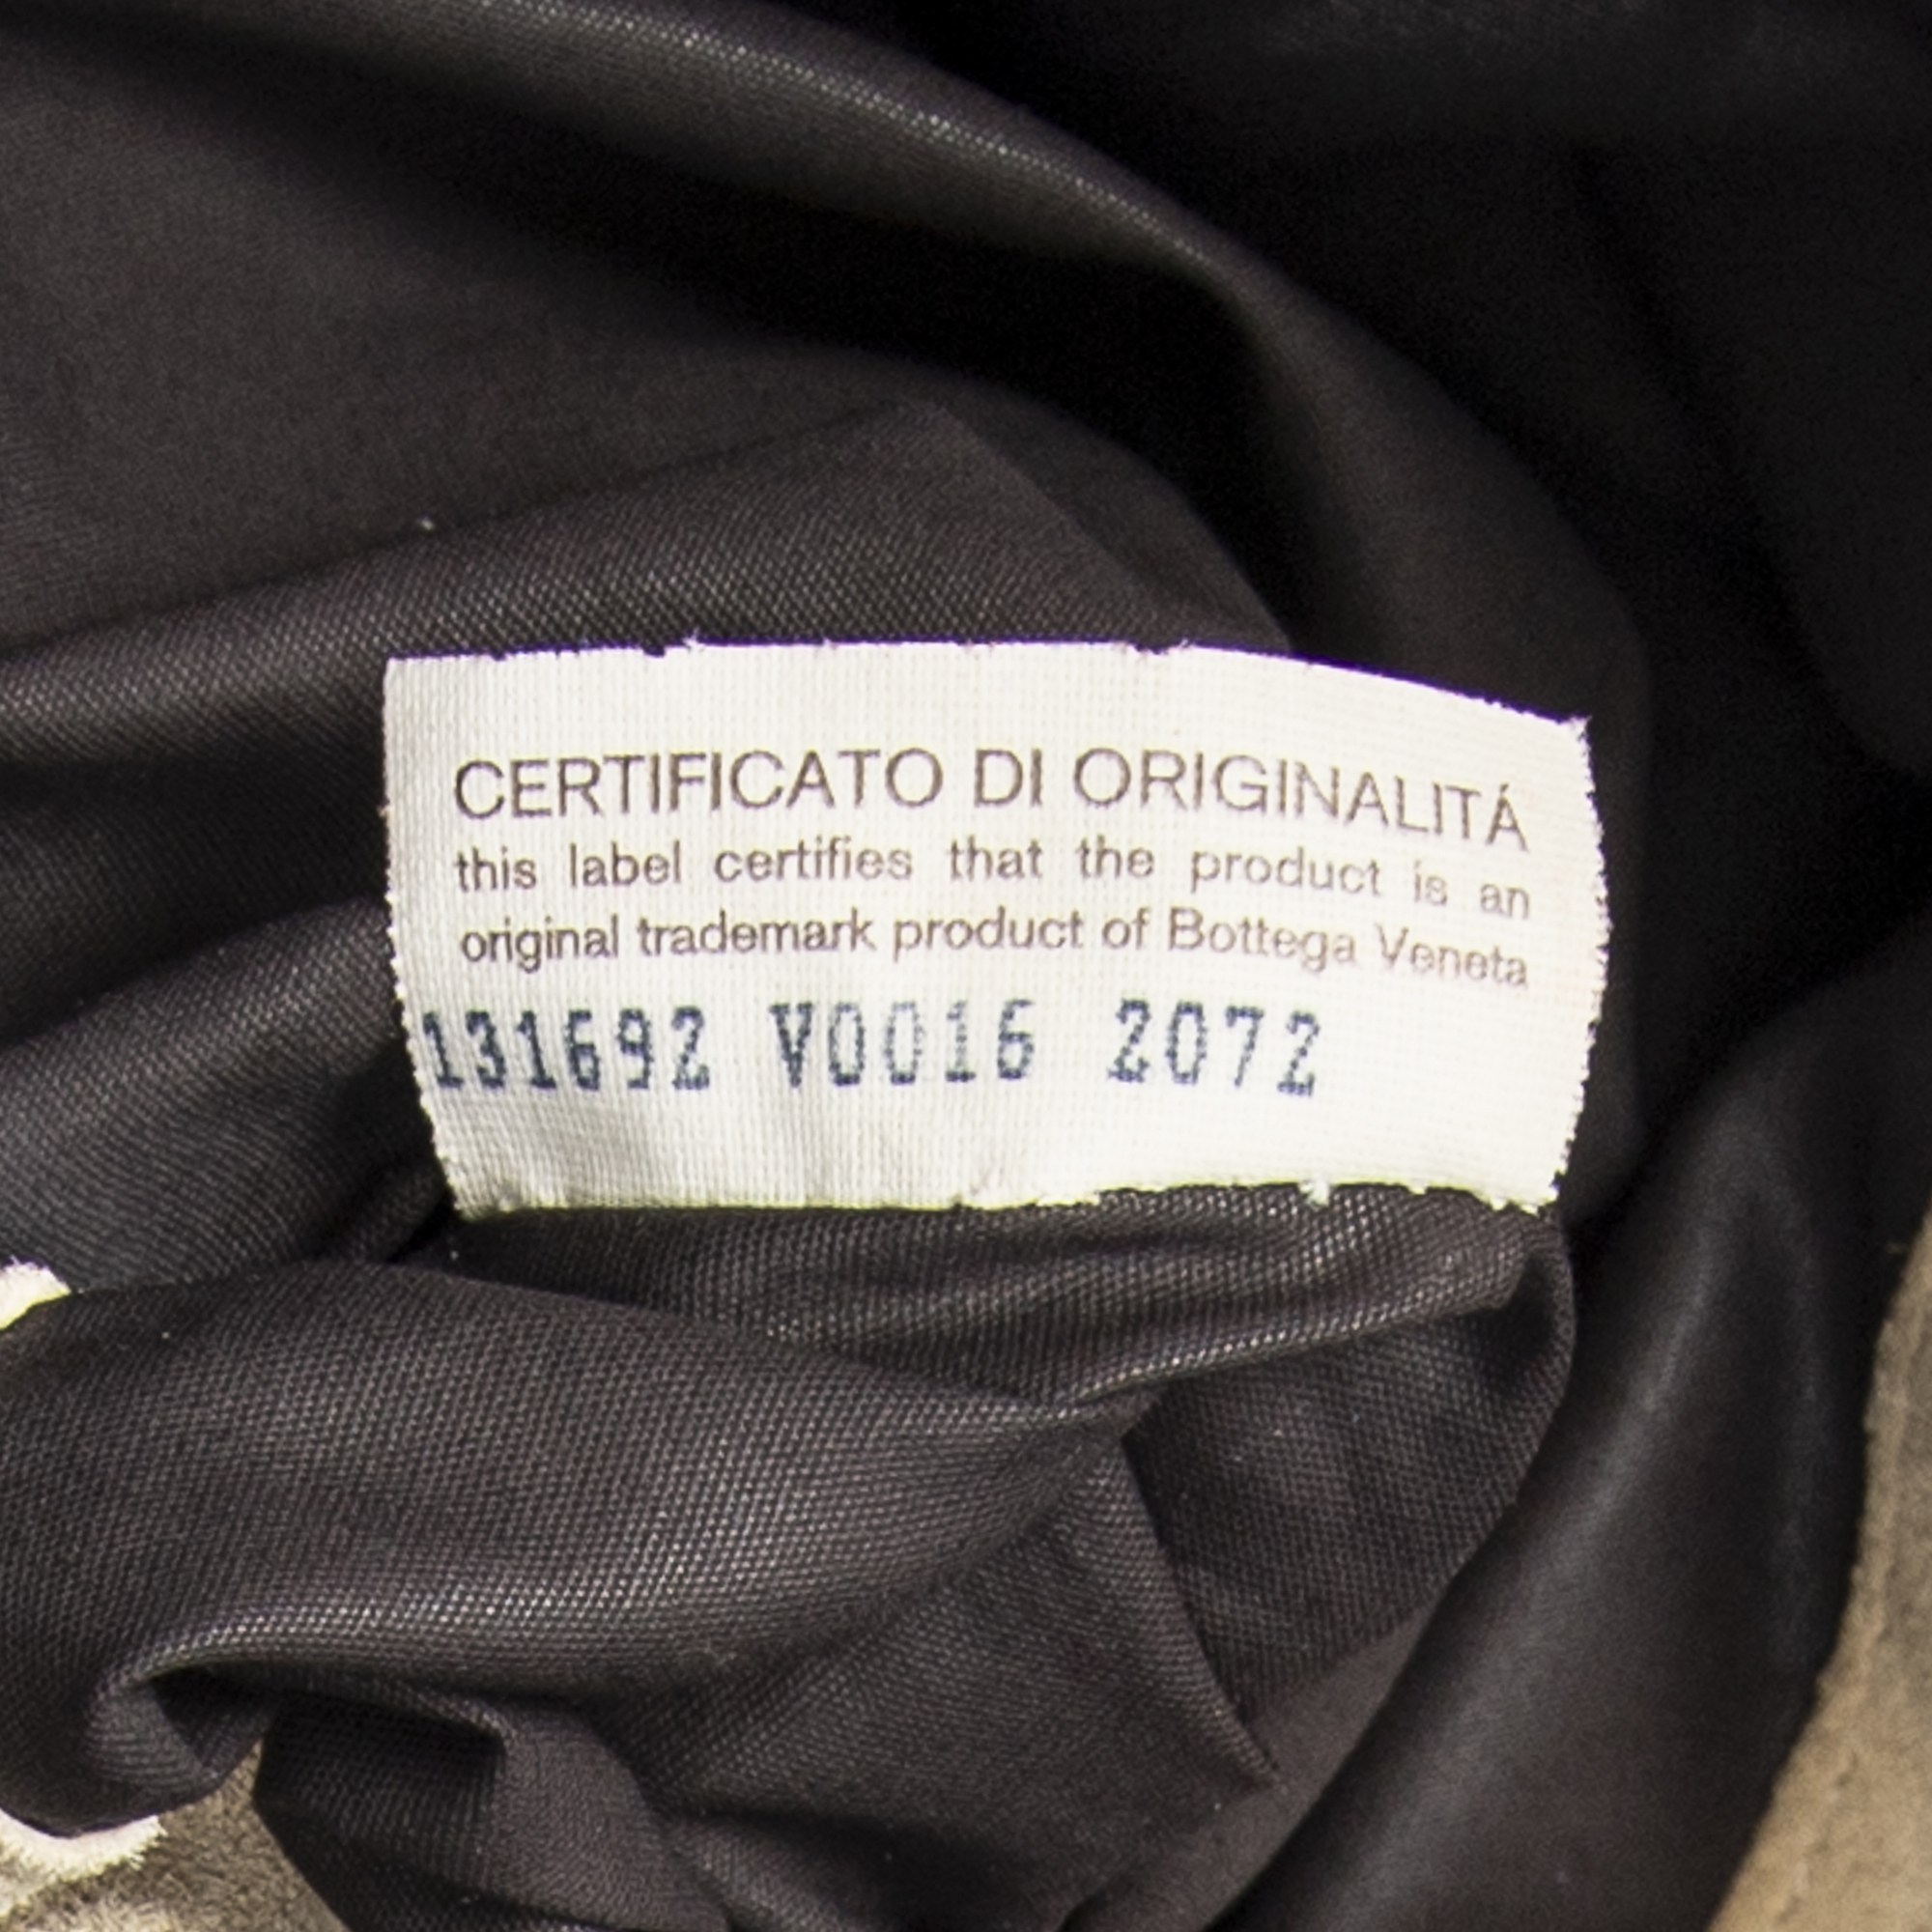 CERTIFICATO DI ORIGINALITÁ
this label certifies that the product is an
original trademark product of Bottega Veneta
131692 V0016 2072